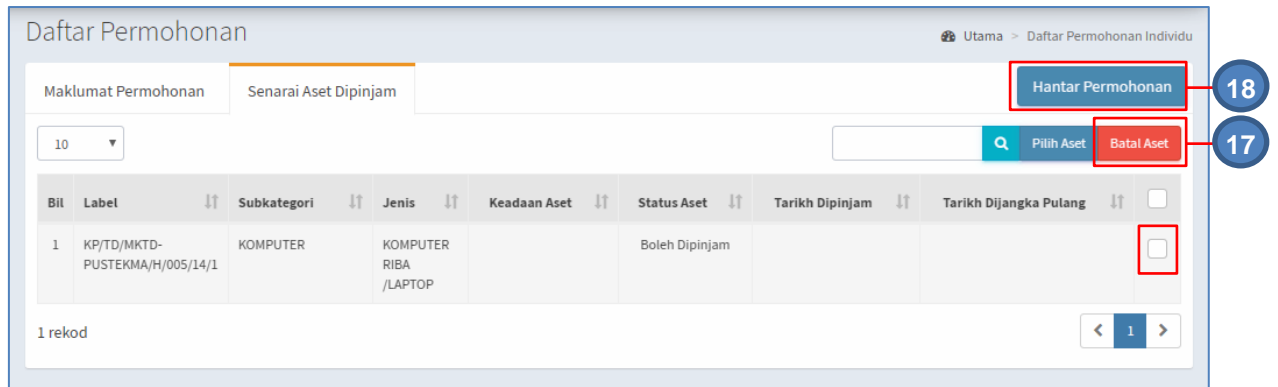 Daftar Permohonan
Utama > Daftar Permohonan Individu
Maklumat Permohonan Senarai Aset Dipinjam Hantar Permohonan 18
10 Pilih Aset Batal Aset 17
Bil Label Subkategori Jenis Keadaan Aset Status Aset Tarikh Dipinjam Tarikh Dijangka Pulang
1 KP/TD/MKTD- KOMPUTER KOMPUTER Boleh Dipinjam
PUSTEKMA/H/005/14/1 RIBA
/LAPTOP
1 rekod < 1 >